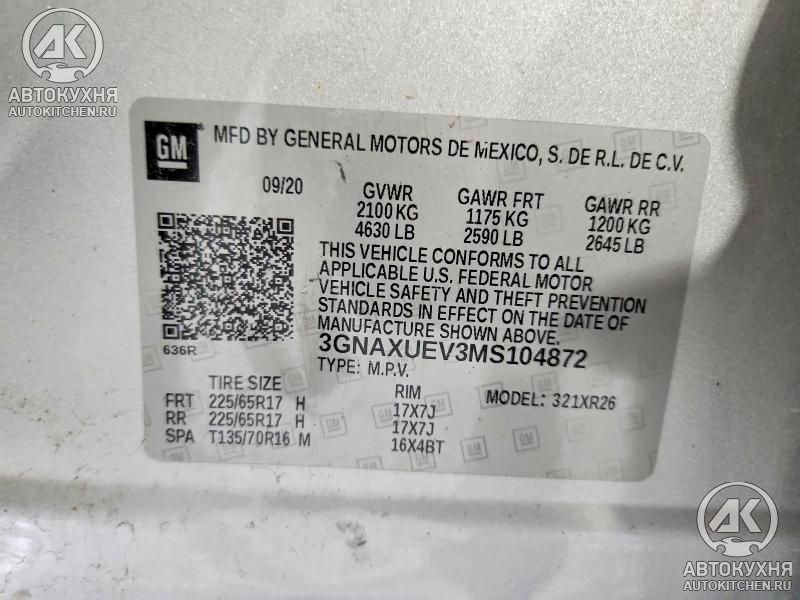 AK
АВТОКУХНЯ
AUTOKITCHEN.RU
GM
MFD BY GENERAL MOTORS DE MEXICO, S. DE R.L. DE C.V.
09/20 GVWR GAWR FRT GAWR RR
2100 KG 1175 KG 1200 KG
4630 LB 2590 LB 2645 LB
THIS VEHICLE CONFORMS TO ALL
APPLICABLE U.S. FEDERAL MOTOR
VEHICLE SAFETY AND THEFT PREVENTION
STANDARDS IN EFFECT ON THE DATE OF
MANUFACTURE SHOWN ABOVE.
636R
3GNAXUEV3MS104872
TYPE: M.P.V.
TIRE SIZE RIM MODEL: 321XR26
FRT 225/65R17 H 17X7J
RR 225/65R17 H 17X7J
SPA T135/70R16 M 16X4BT
AK
АВТОКУХНЯ
AUTOKITCHEN.RU